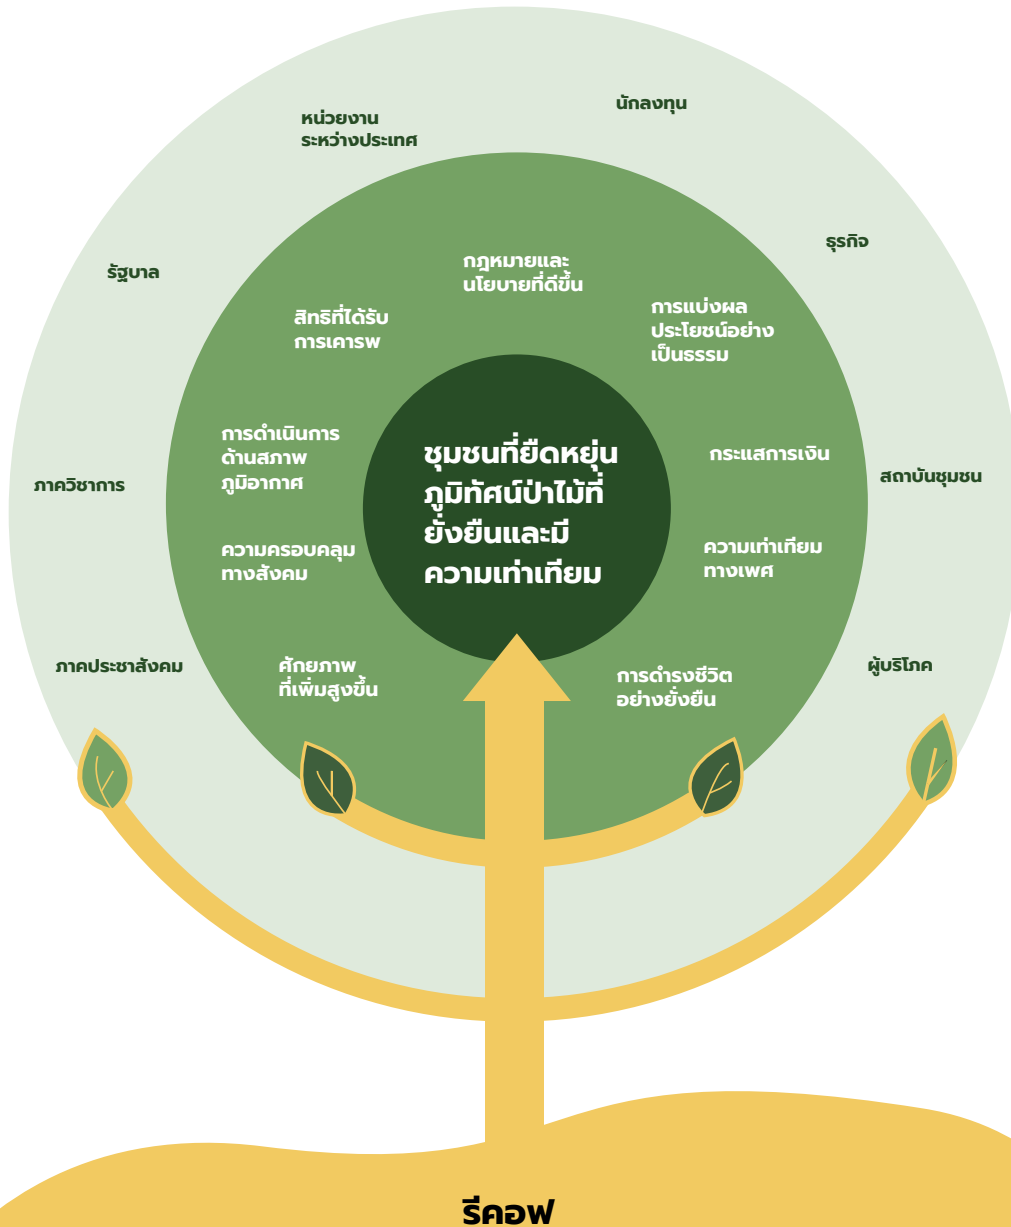 หน่วยงาน
ระหว่างประเทศ
นักลงทุน
รัฐบาล
ธุรกิจ
ภาควิชาการ
สถาบันชุมชน
ภาคประชาสังคม
ผู้บริโภค
กฎหมายและ
นโยบายที่ดีขึ้น
สิทธิที่ได้รับ
การเคารพ
การแบ่งผล
ประโยชน์อย่าง
เป็นธรรม
การดำเนินการ
ด้านสภาพ
ภูมิอากาศ
กระแสการเงิน
ความครอบคลุม
ทางสังคม
ความเท่าเทียม
ทางเพศ
ศักยภาพ
ที่เพิ่มสูงขึ้น
การดำรงชีวิต
อย่างยั่งยืน
ชุมชนที่ยืดหยุ่น
ภูมิทัศน์ป่าไม้ที่
ยั่งยืนและมี
ความเท่าเทียม
รีคอฟ